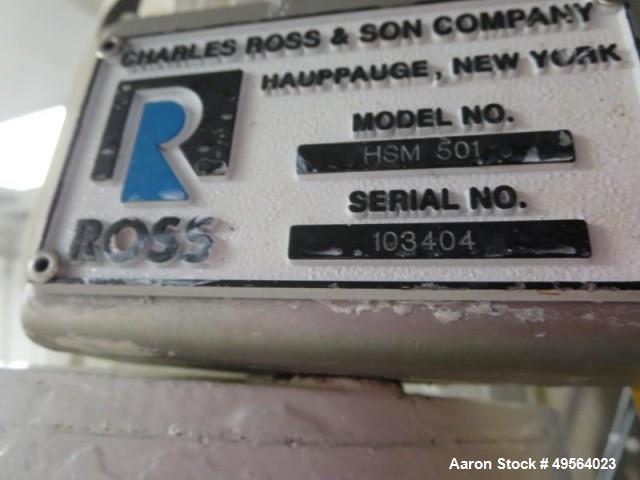 CHARLES ROSS & SON COMPANY
HAUPPAUGE, NEW YORK
R
ROSS
MODEL NO.
HSM 501
SERIAL NO.
103404
Aaron Stock # 49564023